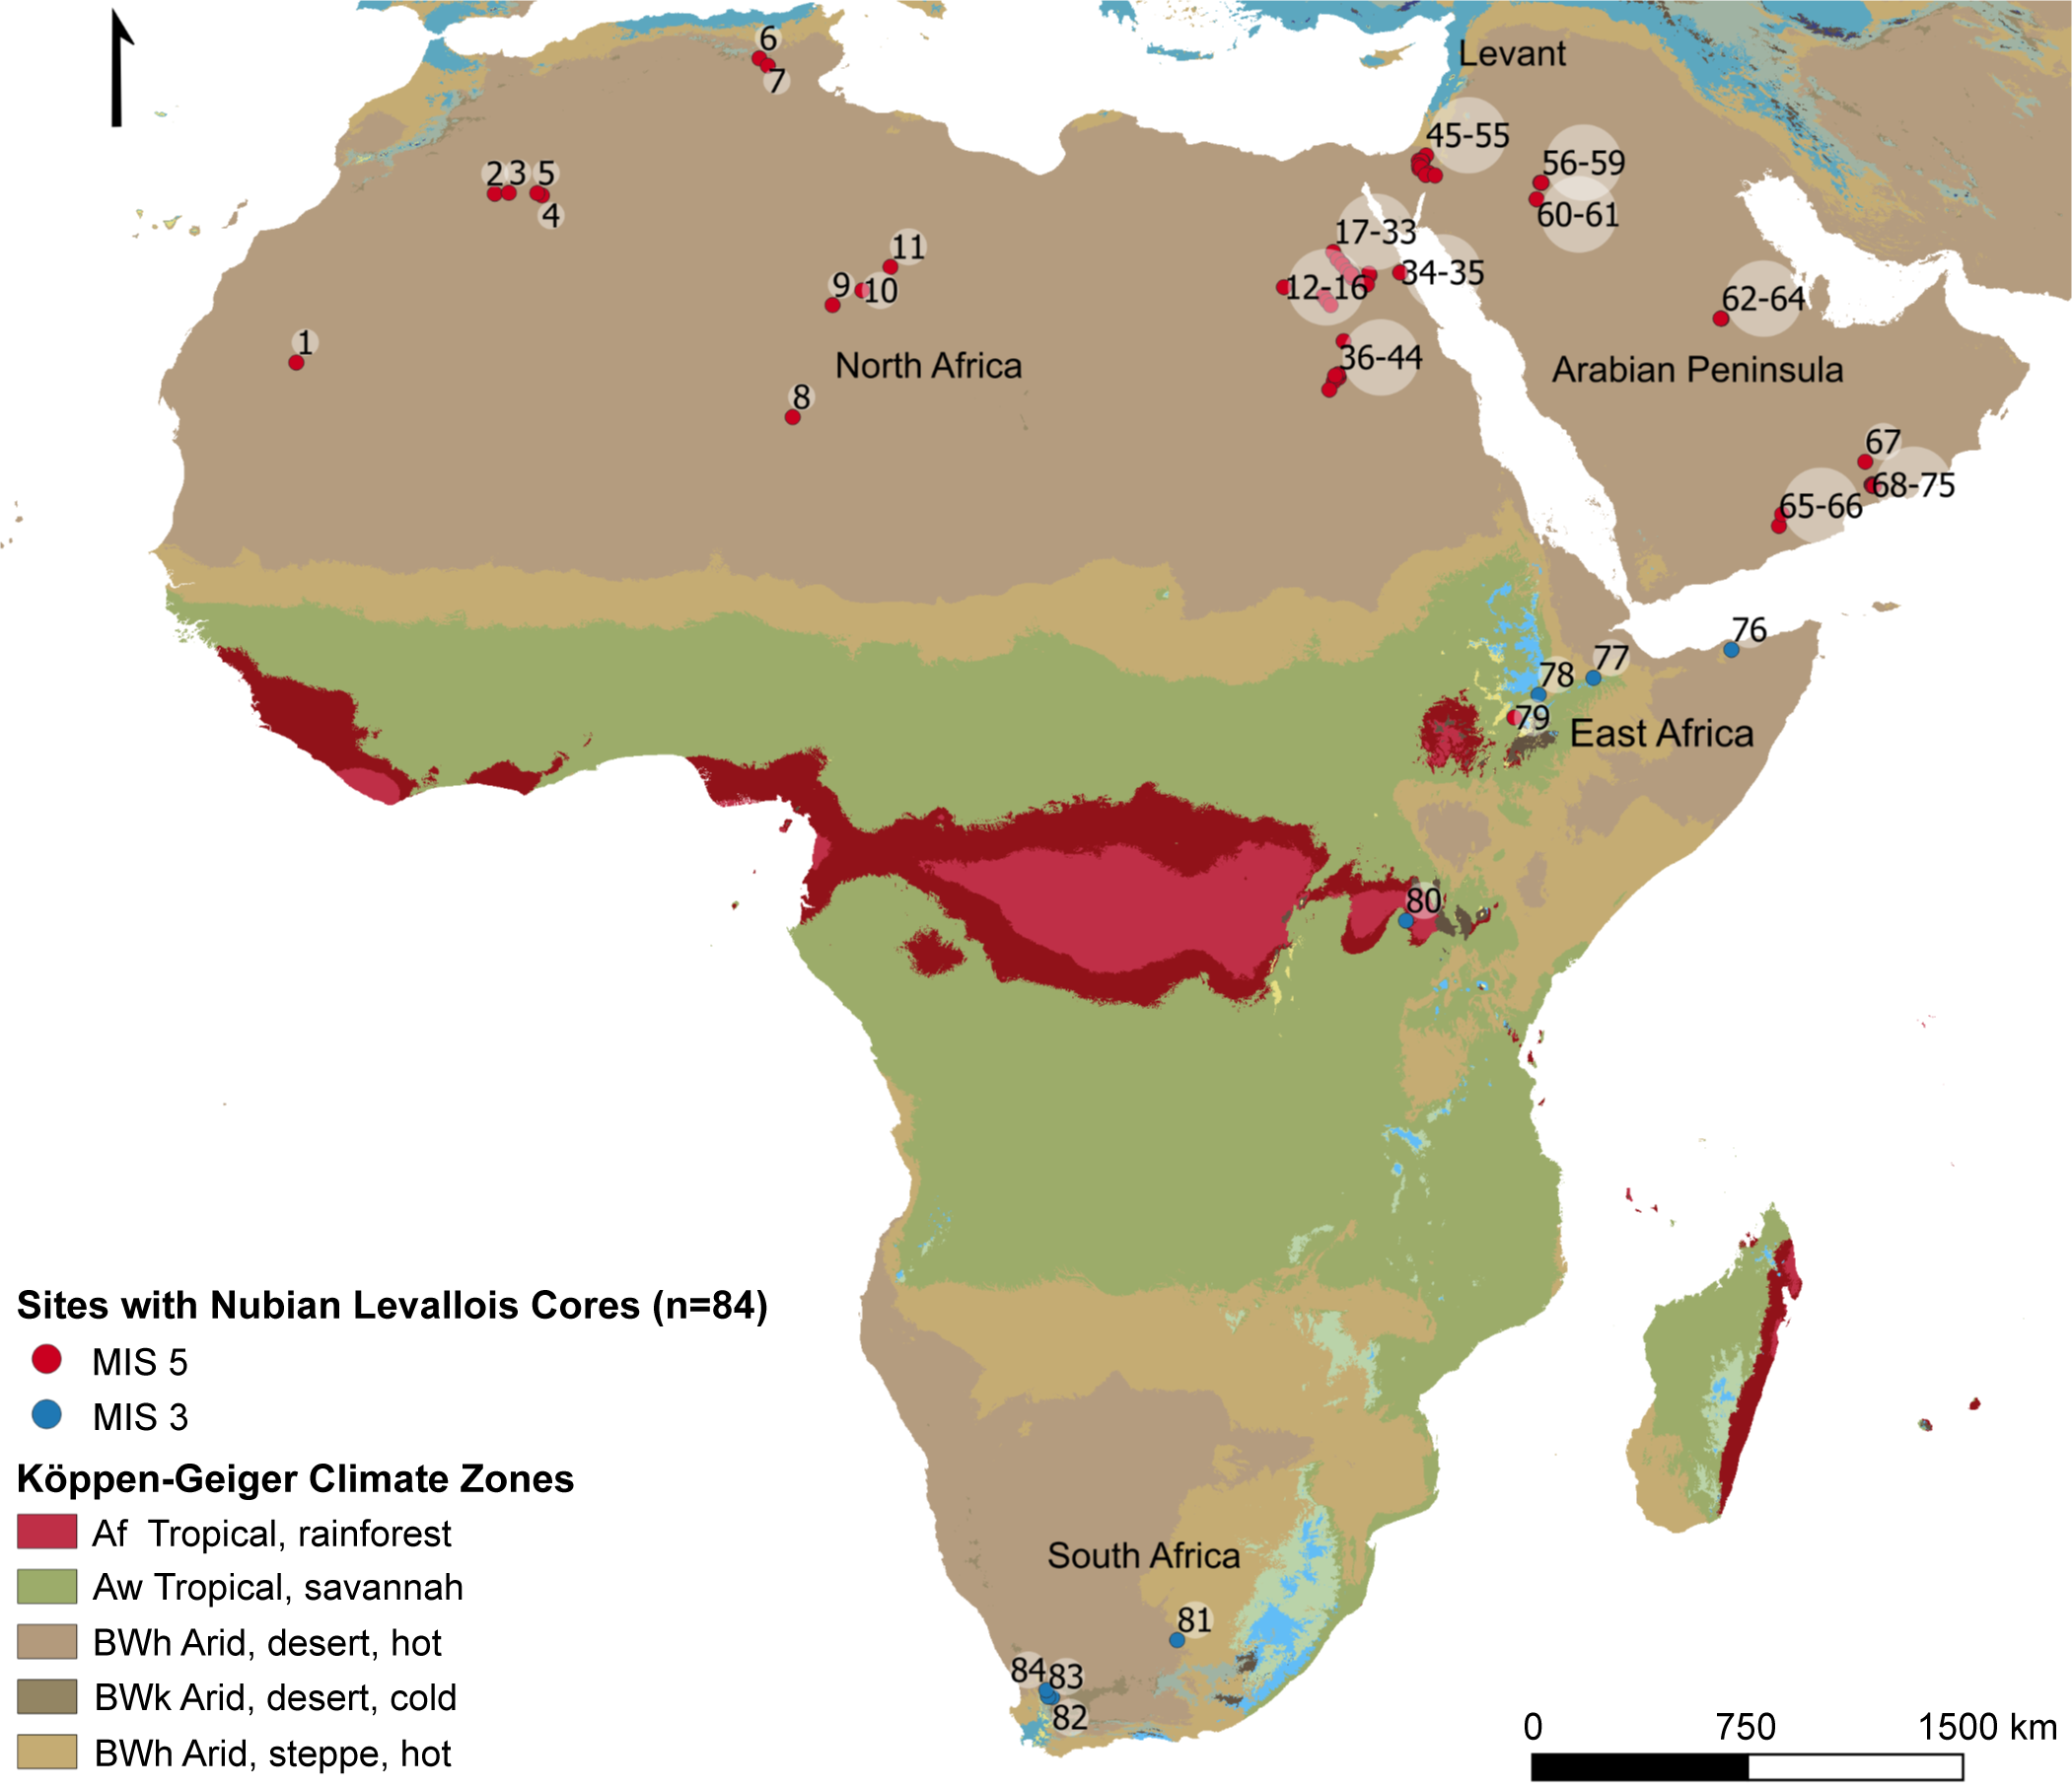 6
Levant
7
45-55
2 3 5
56-59
4
60-61
17-33
11
34-35
9 10
12-16
62-64
1
North Africa
36-44
Arabian Peninsula
8
67
68-75
65-66
76
77
78
79
East Africa
80
Sites with Nubian Levallois Cores (n=84)
MIS 5
MIS 3
Köppen-Geiger Climate Zones
Af Tropical, rainforest
Aw Tropical, savannah
BWh Arid, desert, hot
BWk Arid, desert, cold
BWh Arid, steppe, hot
South Africa
81
84 83
82
0 750 1500 km